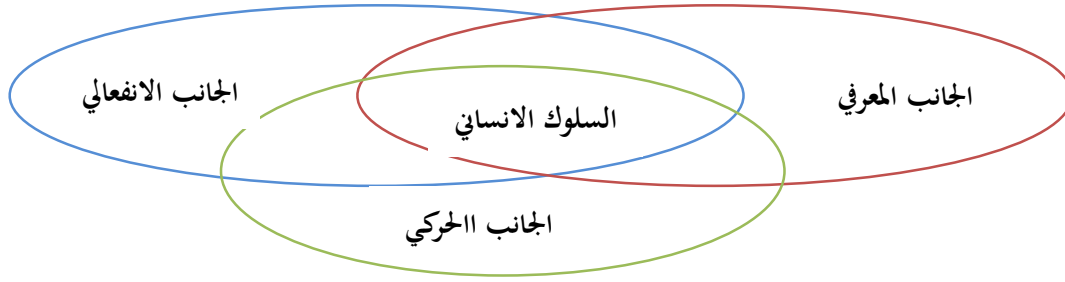 الجانب المعرفي
الجانب الانفعالي
السلوك الانساني
الجانب االحركي